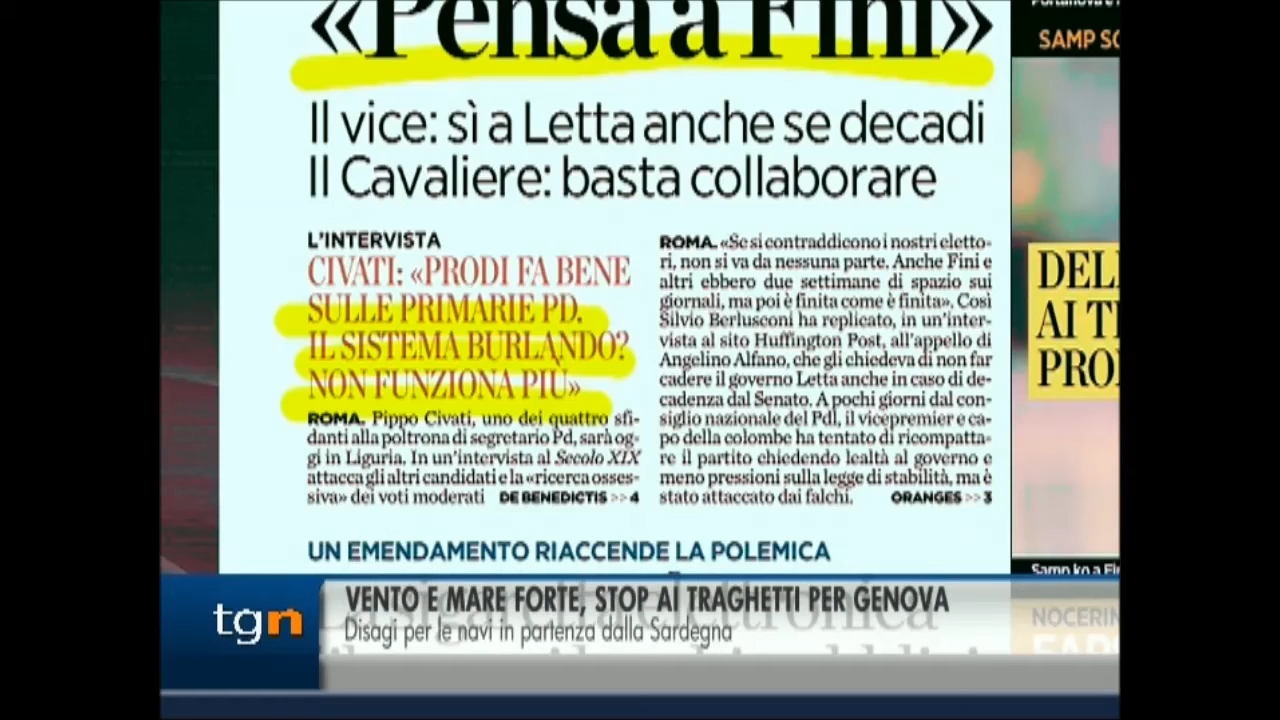 «Pensa a Fini»
Il vice: sì a Letta anche se decadi
Il Cavaliere: basta collaborare
L'INTERVISTA
CIVATI: «PRODI FA BENE
SULLE PRIMARIE PD.
IL SISTEMA BURLANDO?
NON FUNZIONA PIÙ»
ROMA. Pippo Civati, uno dei quattro sfi-
danti alla poltrona di segretario Pd, sarà og-
gi in Liguria. In un'intervista al Secolo XIX
attacca gli altri candidati e la «ricerca osses-
siva» dei voti moderati DE BENEDICTIS >> 4
ROMA. «Se si contraddicono i nostri eletto-
ri, non si va da nessuna parte. Anche Fini e
altri ebbero due settimane di spazio sui
giornali, ma poi è finita come è finita». Così
Silvio Berlusconi ha replicato, in un'inter-
vista al sito Huffington Post, all'appello di
Angelino Alfano, che gli chiedeva di non far
cadere il governo Letta anche in caso di de-
cadenza dal Senato. A pochi giorni dal con-
siglio nazionale del Pdl, il vicepremier e ca-
po della colombe ha tentato di ricompatta-
re il partito chiedendo lealtà al governo e
meno pressioni sulla legge di stabilità, ma è
stato attaccato dai falchi. ORANGES >> 3
UN EMENDAMENTO RIACCENDE LA POLEMICA
SAMP
DEL
AI T
PRO
Samp ko a Fi
NOCERIN
tgn
VENTO E MARE FORTE, STOP AI TRAGHETTI PER GENOVA
Disagi per le navi in partenza dalla Sardegna